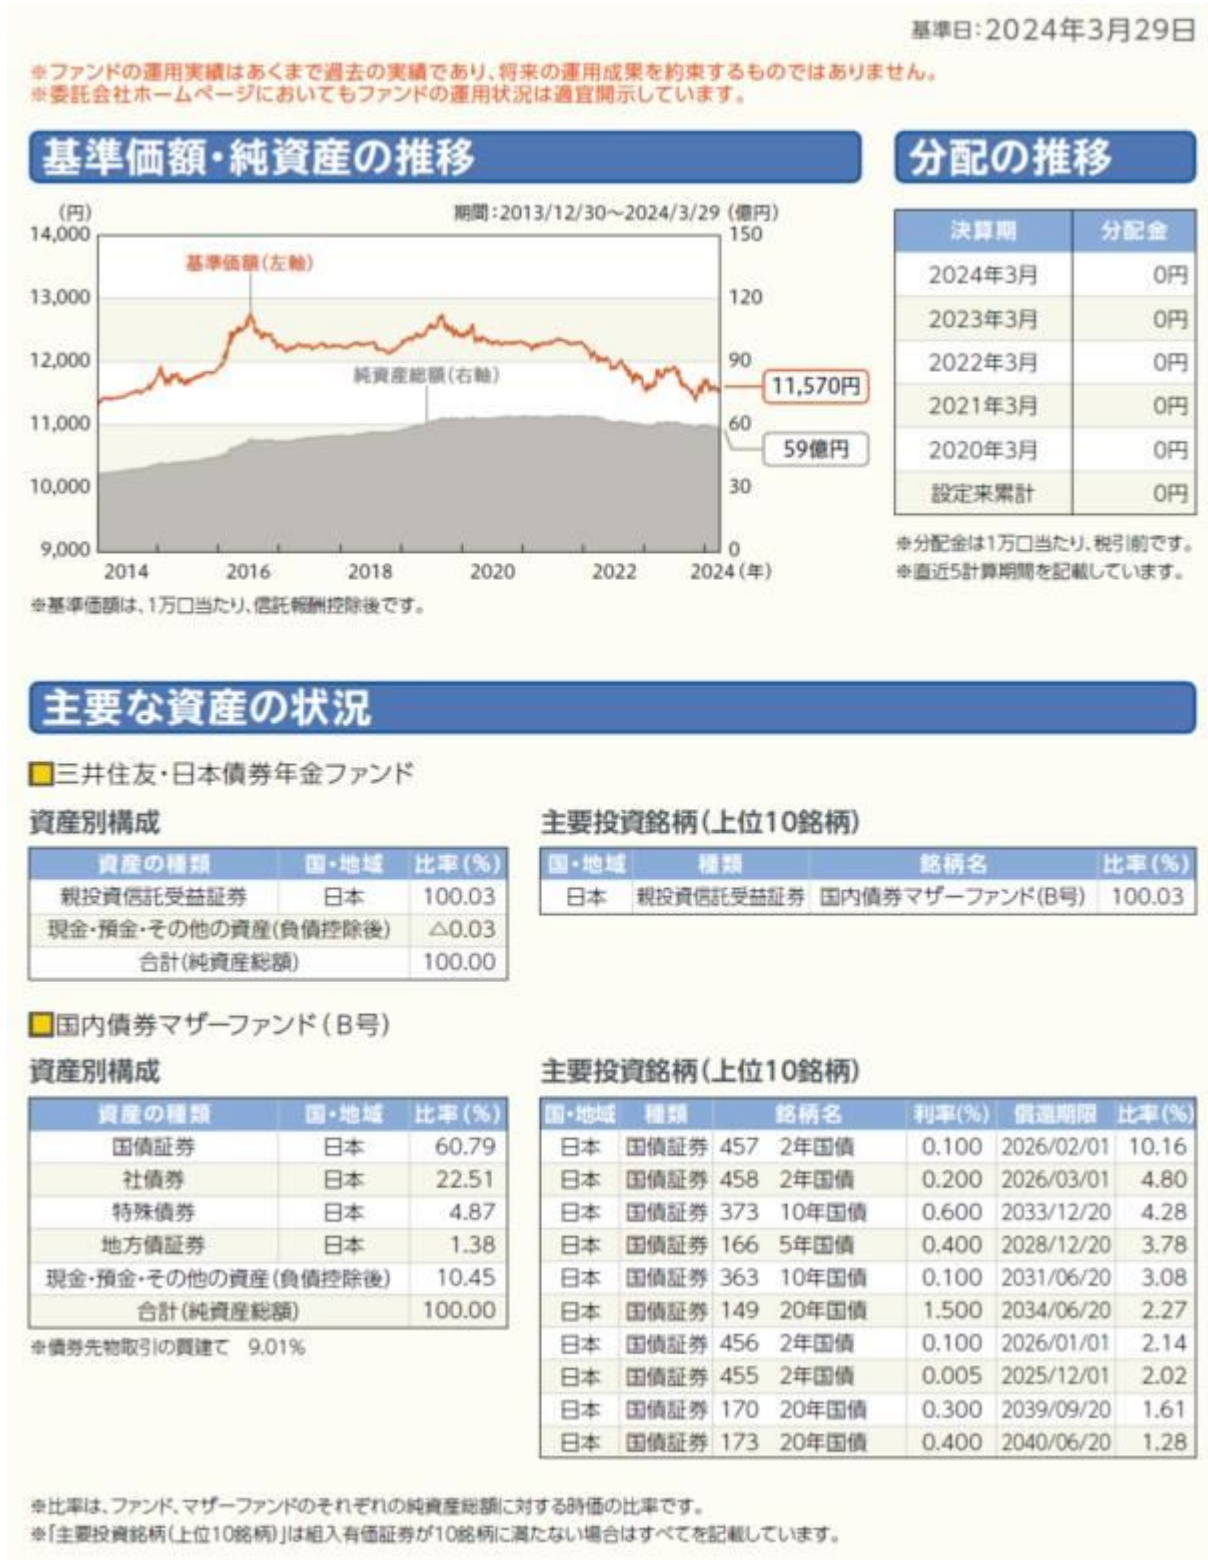 基準日:2024年3月29日
※ファンドの運用実績はあくまで過去の実績であり、将来の運用成果を約束するものではありません。
※委託会社ホームページにおいてもファンドの運用状況は適宜開示しています。
基準価額・純資産の推移
(円)
期間:2013/12/30～2024/3/29 (億円)
14,000
13,000
12,000
11,000
10,000
9,000
基準価額(左軸)
純資産総額(右軸)
150
120
90
60
30
0
11,570円
59億円
2014 2016 2018 2020 2022 2024(年)
※基準価額は、1万口当たり、信託報酬控除後です。
分配の推移
決算期 分配金
2024年3月 0円
2023年3月 0円
2022年3月 0円
2021年3月 0円
2020年3月 0円
設定来累計 0円
※分配金は1万口当たり、税引前です。
※直近5計算期間を記載しています。
主要な資産の状況
三井住友・日本債券年金ファンド
資産別構成
資産の種類 国・地域 比率(%)
親投資信託受益証券 日本 100.03
現金・預金・その他の資産(負債控除後) △0.03
合計(純資産総額) 100.00
主要投資銘柄(上位10銘柄)
国・地域 種類 銘柄名 比率(%)
日本 親投資信託受益証券 国内債券マザーファンド(B号) 100.03
国内債券マザーファンド(B号)
資産別構成
資産の種類 国・地域 比率(%)
国債証券 日本 60.79
社債券 日本 22.51
特殊債券 日本 4.87
地方債証券 日本 1.38
現金・預金・その他の資産(負債控除後) 10.45
合計(純資産総額) 100.00
※債券先物取引の買建て 9.01%
主要投資銘柄(上位10銘柄)
国・地域 種類 銘柄名 利率(%) 償還期限 比率(%)
日本 国債証券 457 2年国債 0.100 2026/02/01 10.16
日本 国債証券 458 2年国債 0.200 2026/03/01 4.80
日本 国債証券 373 10年国債 0.600 2033/12/20 4.28
日本 国債証券 166 5年国債 0.400 2028/12/20 3.78
日本 国債証券 363 10年国債 0.100 2031/06/20 3.08
日本 国債証券 149 20年国債 1.500 2034/06/20 2.27
日本 国債証券 456 2年国債 0.100 2026/01/01 2.14
日本 国債証券 455 2年国債 0.005 2025/12/01 2.02
日本 国債証券 170 20年国債 0.300 2039/09/20 1.61
日本 国債証券 173 20年国債 0.400 2040/06/20 1.28
※比率は、ファンド、マザーファンドのそれぞれの純資産総額に対する時価の比率です。
※「主要投資銘柄(上位10銘柄)」は組入有価証券が10銘柄に満たない場合はすべてを記載しています。